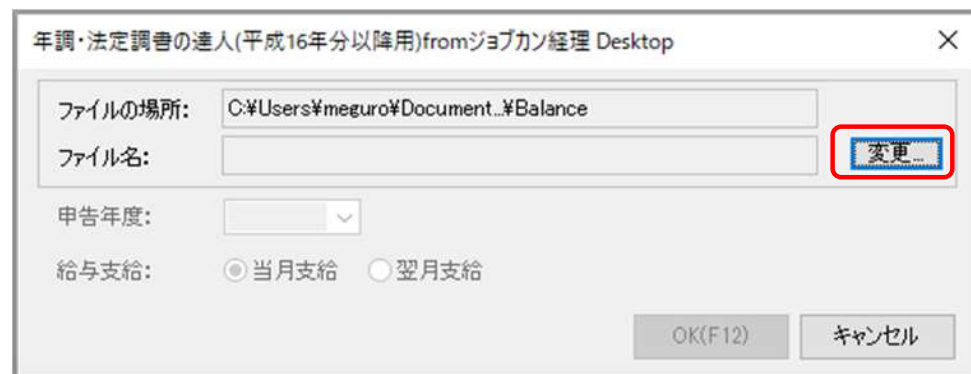 年調・法定調書の達人(平成16年分以降用)fromジョブカン経理 Desktop
ファイルの場所: C:¥Users¥meguro¥Document...¥Balance
ファイル名: 変更...
申告年度:
給与支給: 当月支給 翌月支給
OK(F12) キャンセル